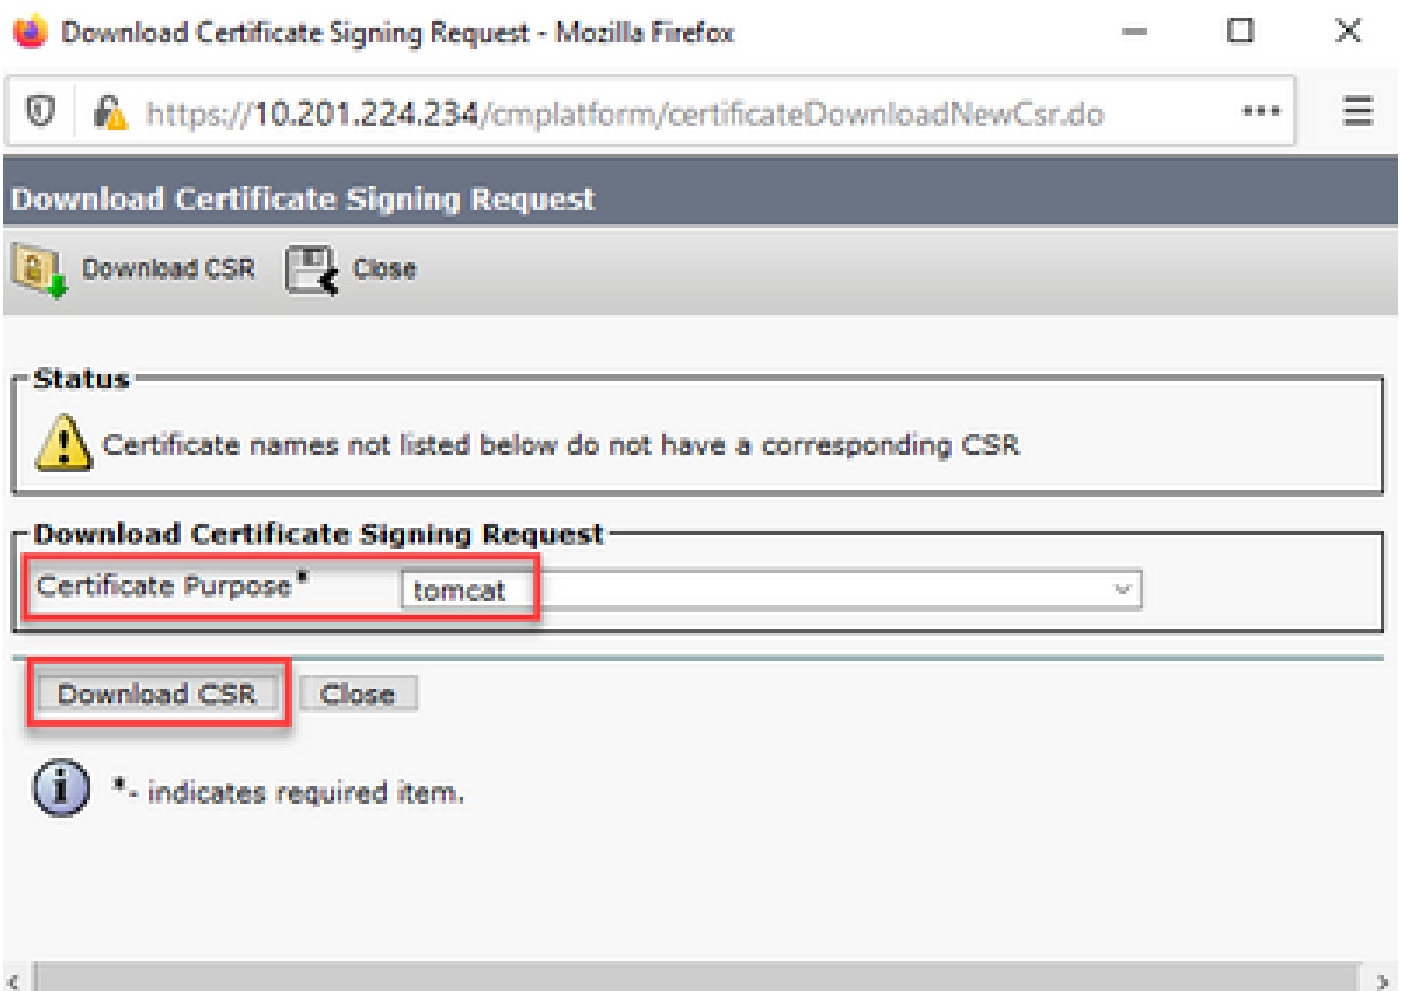 Download Certificate Signing Request - Mozilla Firefox
https://10.201.224.234/cmplatform/certificateDownloadNewCsr.do
Download Certificate Signing Request
Download CSR Close
Status
Certificate names not listed below do not have a corresponding CSR
Download Certificate Signing Request
Certificate Purpose* tomcat
Download CSR Close
*- indicates required item.